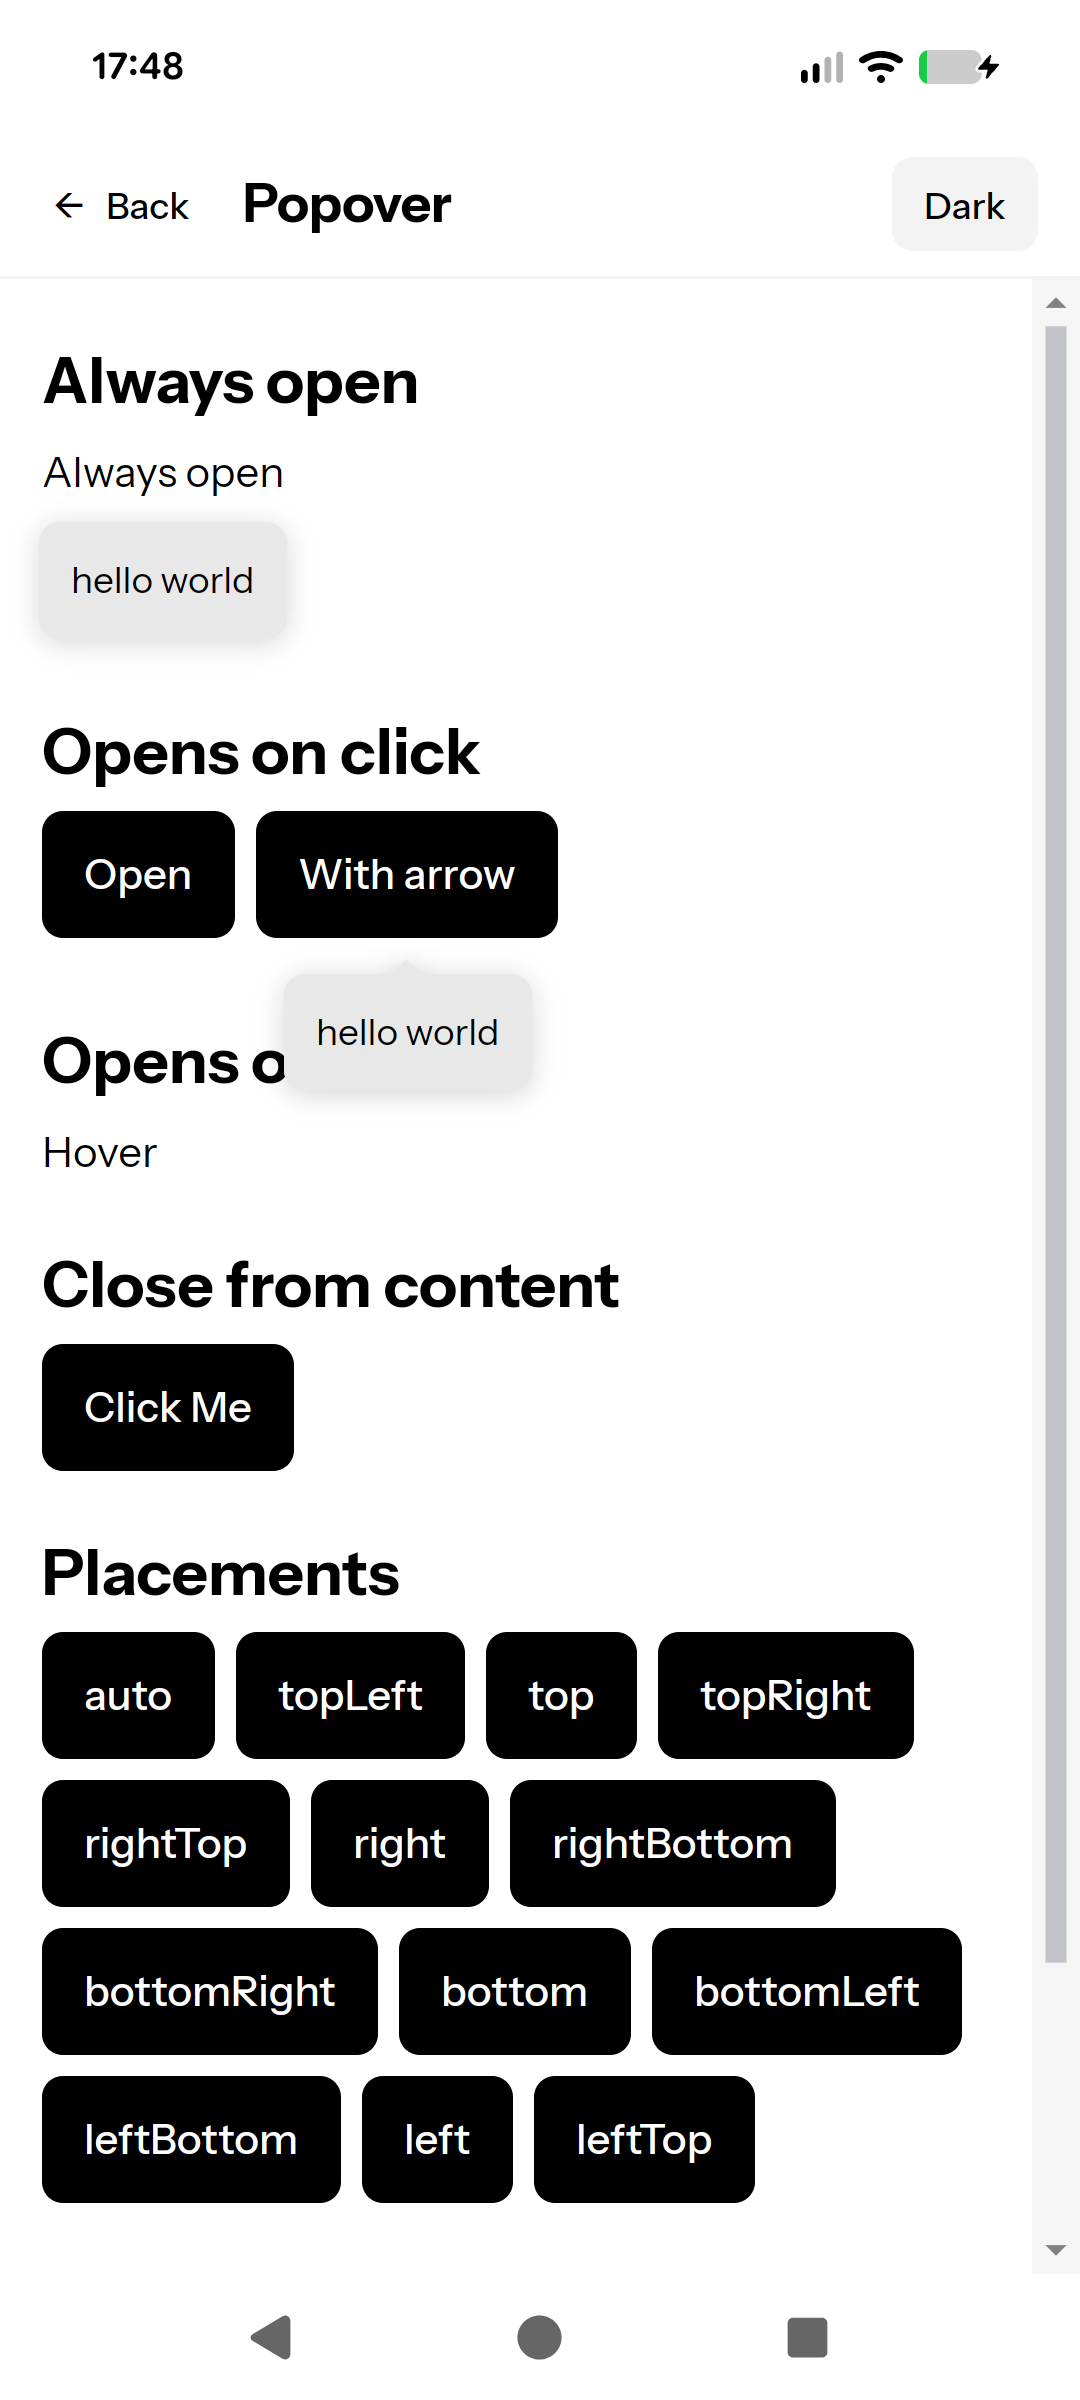 17:48
Back
Popover
Dark
Always open
Always open
hello world
Opens on click
Open
With arrow
hello world
Opens o
Hover
Close from content
Click Me
Placements
auto
topLeft
top
topRight
rightTop
right
rightBottom
bottomRight
bottom
bottomLeft
leftBottom
left
leftTop